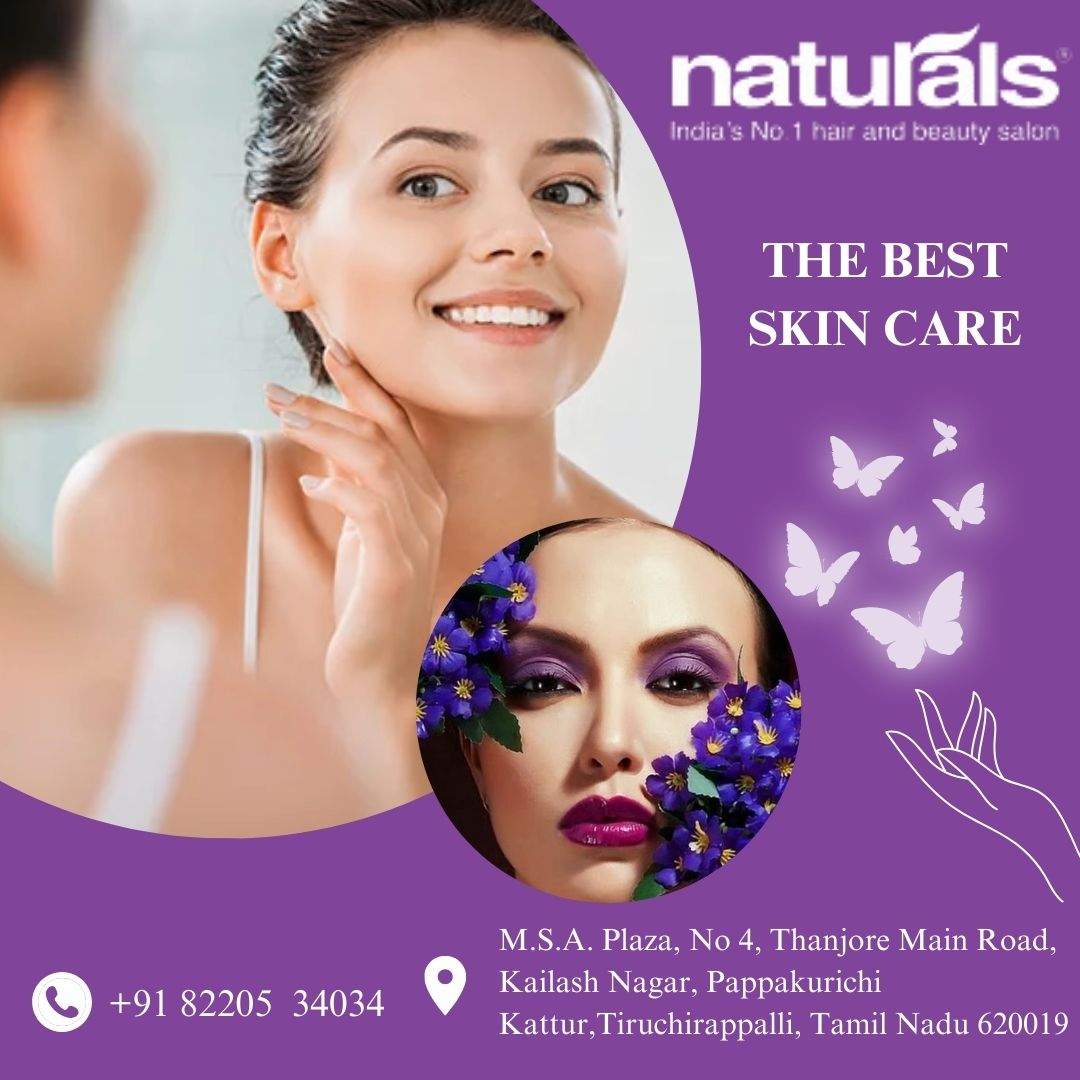 naturals®
India's No.1 hair and beauty salon
THE BEST
SKIN CARE
M.S.A. Plaza, No 4, Thanjore Main Road,
Kailash Nagar, Pappakurichi
Kattur,Tiruchirappalli, Tamil Nadu 620019
+91 82205 34034